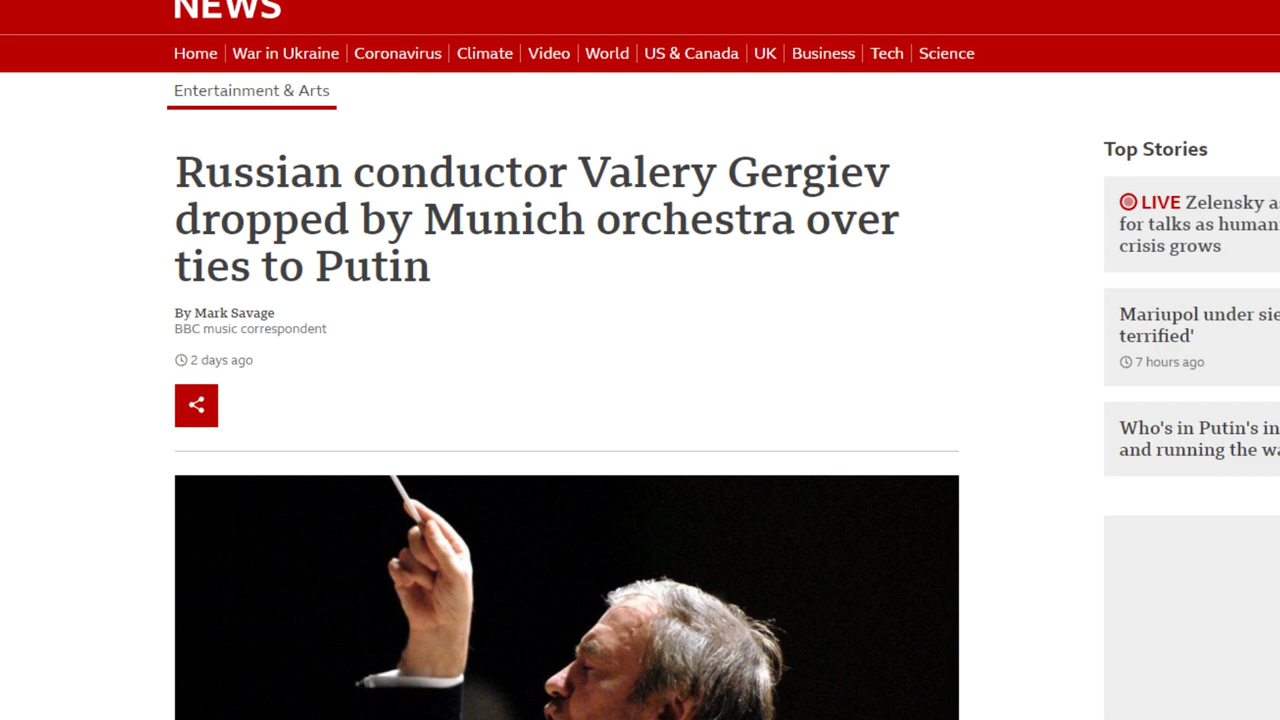 NEWS
Home War in Ukraine Coronavirus Climate Video World US & Canada UK Business Tech Science
Entertainment & Arts
Russian conductor Valery Gergiev
dropped by Munich orchestra over
ties to Putin
By Mark Savage
BBC music correspondent
2 days ago
Top Stories
LIVE Zelensky
for talks as
crisis grows
Mariupol under
terrified'
7 hours ago
Who's in Putin's
and running the